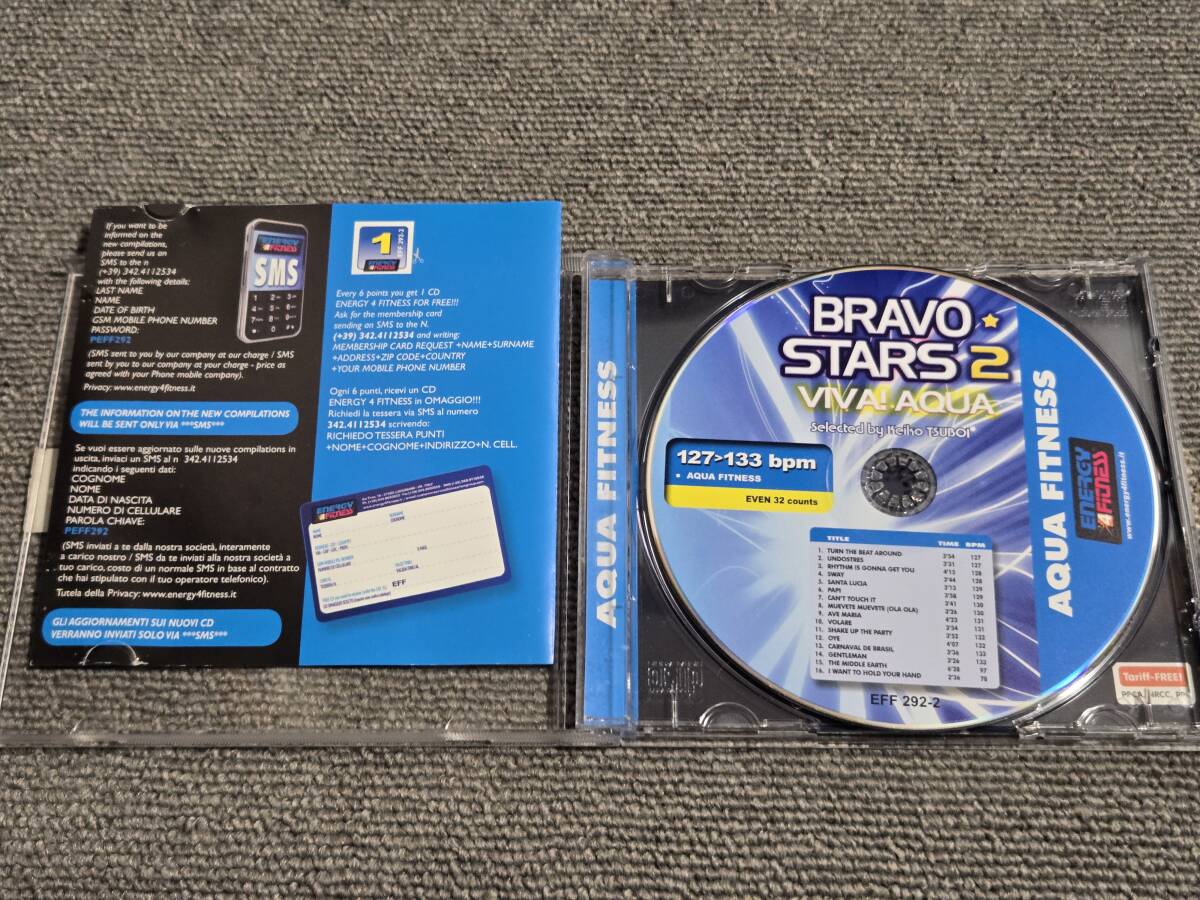 If you want to be
informed on the
new compilations,
please send us an
SMS to the n
(+39) 342.4112534
with the following details:
LAST NAME
NAME
DATE OF BIRTH
GSM MOBILE PHONE NUMBER
PASSWORD:
PEFF292
(SMS sent to you by our company at our charge / SMS
sent by you to our company at your charge - price as
agreed with your Phone mobile company).
Privacy: www.energy4fitness.it
THE INFORMATION ON THE NEW COMPILATIONS
WILL BE SENT ONLY VIA ***SMS***
Se vuoi essere aggiornato sulle nuove compilations in
uscita, inviaci un SMS al n 342.4112534
indicando i seguenti dati:
COGNOME
NOME
DATA DI NASCITA
NUMERO DI CELLULARE
PAROLA CHIAVE:
PEFF292
(SMS inviati a te dalla nostra società, interamente
a carico nostro / SMS da te inviati alla nostra società a
tuo carico, costo di un normale SMS in base al contratto
che hai stipulato con il tuo operatore telefonico).
Tutela della Privacy: www.energy4fitness.it
GLI AGGIORNAMENTI SUI NUOVI CD
VERRANNO INVIATI SOLO VIA ***SMS***
ENERGY
4 FITNESS
SMS
1
EFF 292-2
Every 6 points you get 1 CD
ENERGY 4 FITNESS FOR FREE!!!
Ask for the membership card
sending an SMS to the N.
(+39) 342.4112534 and writing:
MEMBERSHIP CARD REQUEST +NAME+SURNAME
+ADDRESS+ZIP CODE+COUNTRY
+YOUR MOBILE PHONE NUMBER
Ogni 6 punti, ricevi un CD
ENERGY 4 FITNESS in OMAGGIO!!!
Richiedi la tessera via SMS al numero
342.4112534 scrivendo:
RICHIEDO TESSERA PUNTI
+NOME+COGNOME+INDIRIZZO+N. CELL.
ENERGY
4 FITNESS
EFF
AQUA FITNESS
BRAVO
STARS 2
VIVA! AQUA
Selected by Keiko TSUBOI
127>133 bpm
• AQUA FITNESS
EVEN 32 counts
TITLE TIME BPM
1. TURN THE BEAT AROUND 3'54 127
2. UNDOSTRES 3'31 127
3. RHYTHM IS GONNA GET YOU 127
4. SWAY 4'12 128
5. SANTA LUCIA 128
6. PAPI 3'13 129
7. CAN'T TOUCH IT 3'38 129
8. MUEVETE MUEVETE (OLA OLA) 3'41 130
9. AVE MARIA 3'26 130
10. VOLARE 4'23 131
11. SHAKE UP THE PARTY 3'34 131
12. OYE 3'52 132
13. CARNAVAL DE BRASIL 4'07 132
14. GENTLEMAN 3'36 133
15. THE MIDDLE EARTH 97
16. I WANT TO HOLD YOUR HAND 2'36 78
EFF 292-2
AQUA FITNESS
ENERGY
4 FITNESS
www.energy4fitness.it
Tariff-FREE!